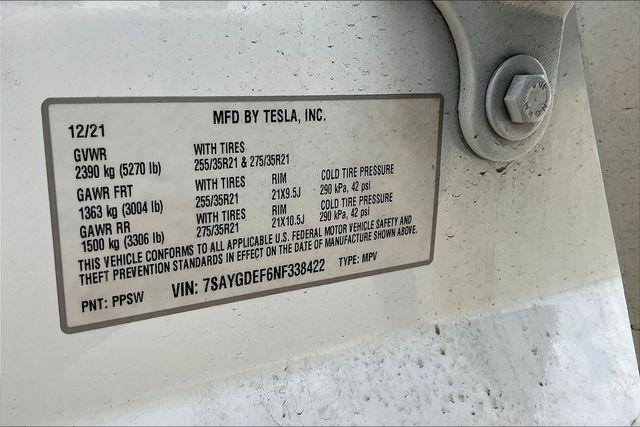 MFD BY TESLA, INC.
12/21
GVWR WITH TIRES
2390 kg (5270 lb) 255/35R21 & 275/35R21
GAWR FRT WITH TIRES RIM COLD TIRE PRESSURE
1363 kg (3004 lb) 255/35R21 21X9.5J 290 kPa, 42 psi
GAWR RR WITH TIRES RIM COLD TIRE PRESSURE
1500 kg (3306 lb) 275/35R21 21X10.5J 290 kPa, 42 psi
THIS VEHICLE CONFORMS TO ALL APPLICABLE U.S. FEDERAL MOTOR VEHICLE SAFETY AND
THEFT PREVENTION STANDARDS IN EFFECT ON THE DATE OF MANUFACTURE SHOWN ABOVE.
PNT: PPSW VIN: 7SAYGDEF6NF338422 TYPE: MPV